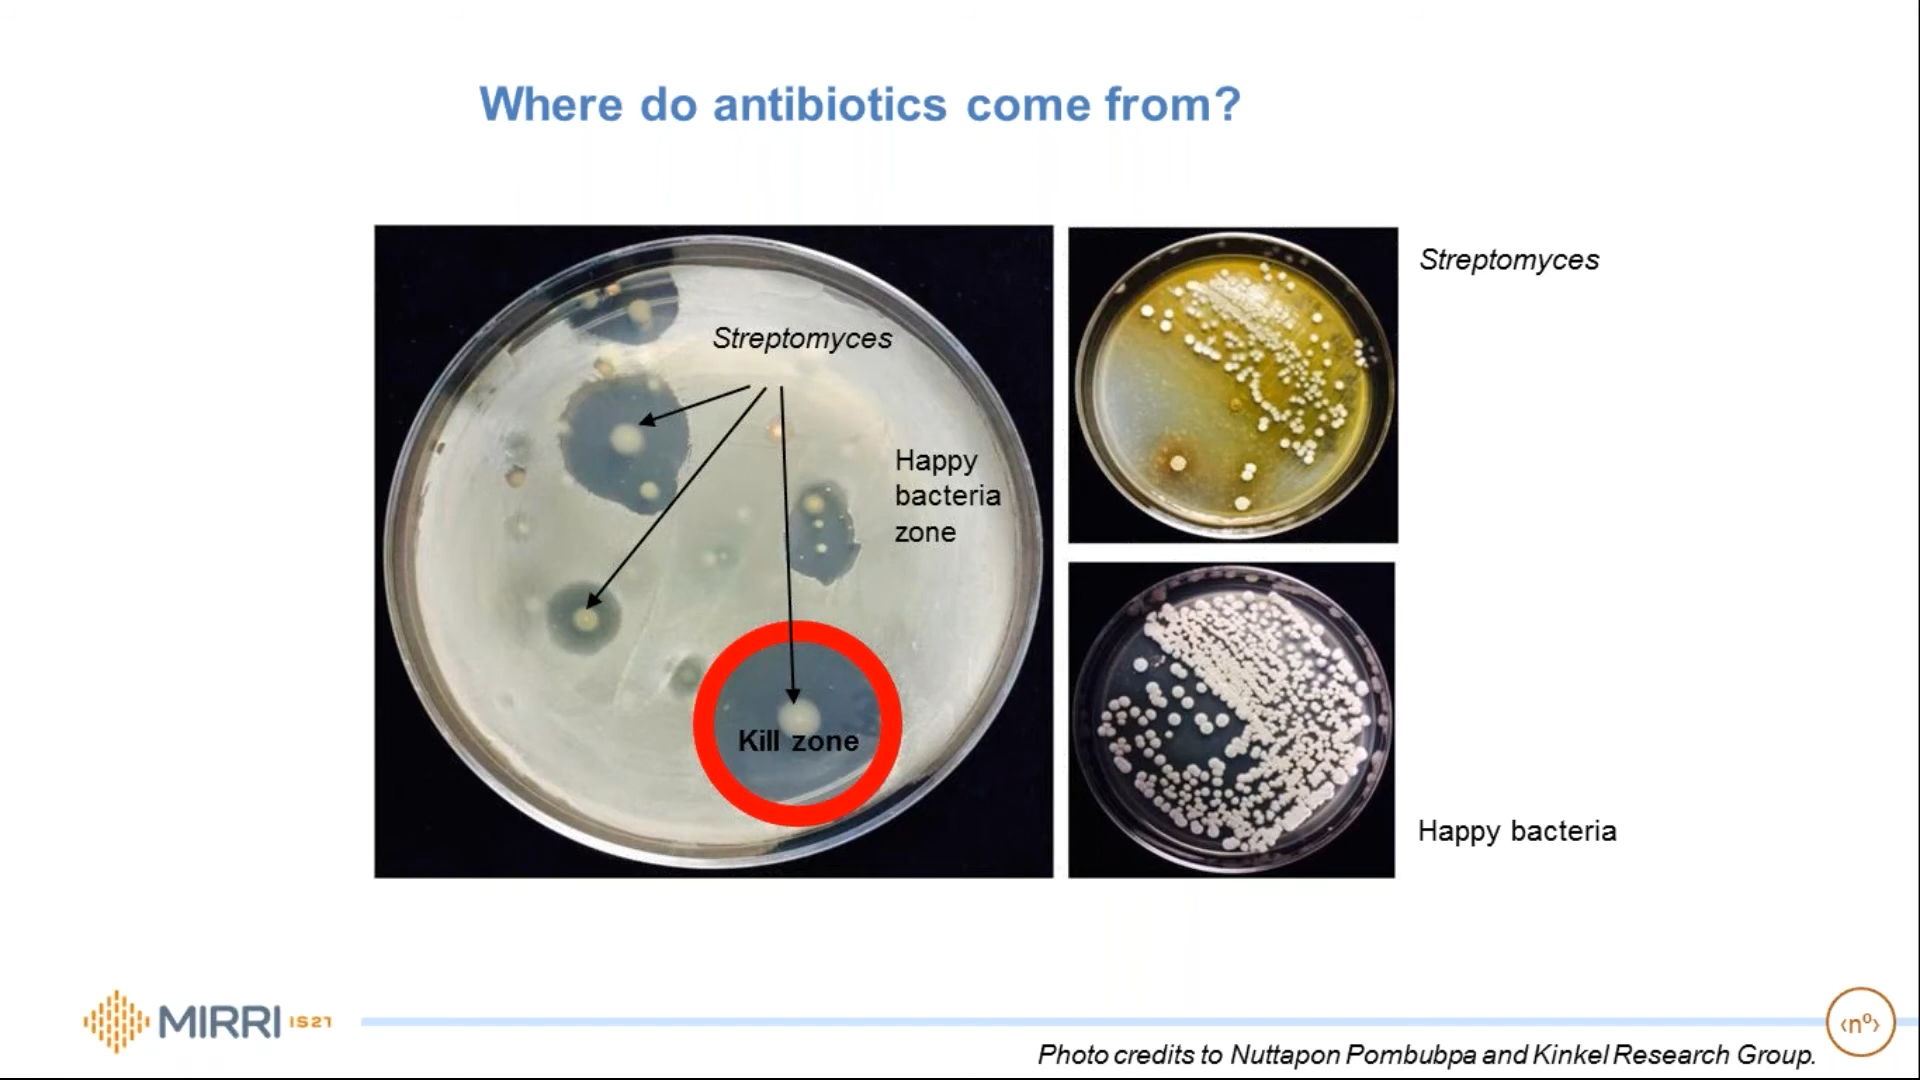 Where do antibiotics come from?
Streptomyces
Happy
bacteria
zone
Kill zone
Streptomyces
Happy bacteria
MIRRI IS21
‹nº›
Photo credits to Nuttapon Pombubpa and Kinkel Research Group.